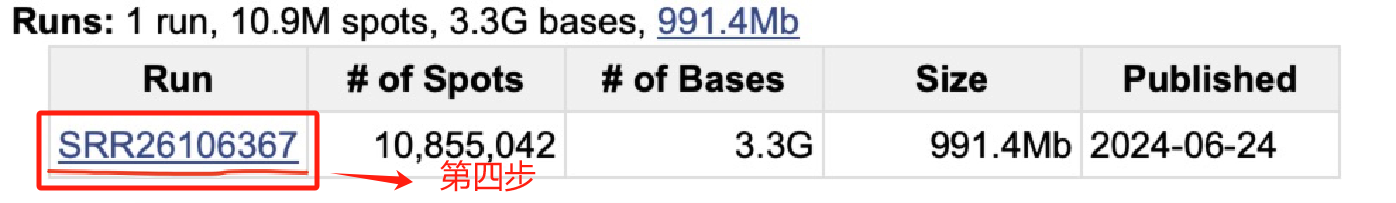 Runs: 1 run, 10.9M spots, 3.3G bases, 991.4Mb
Run # of Spots # of Bases Size Published
SRR26106367 10,855,042 3.3G 991.4Mb 2024-06-24
第四步